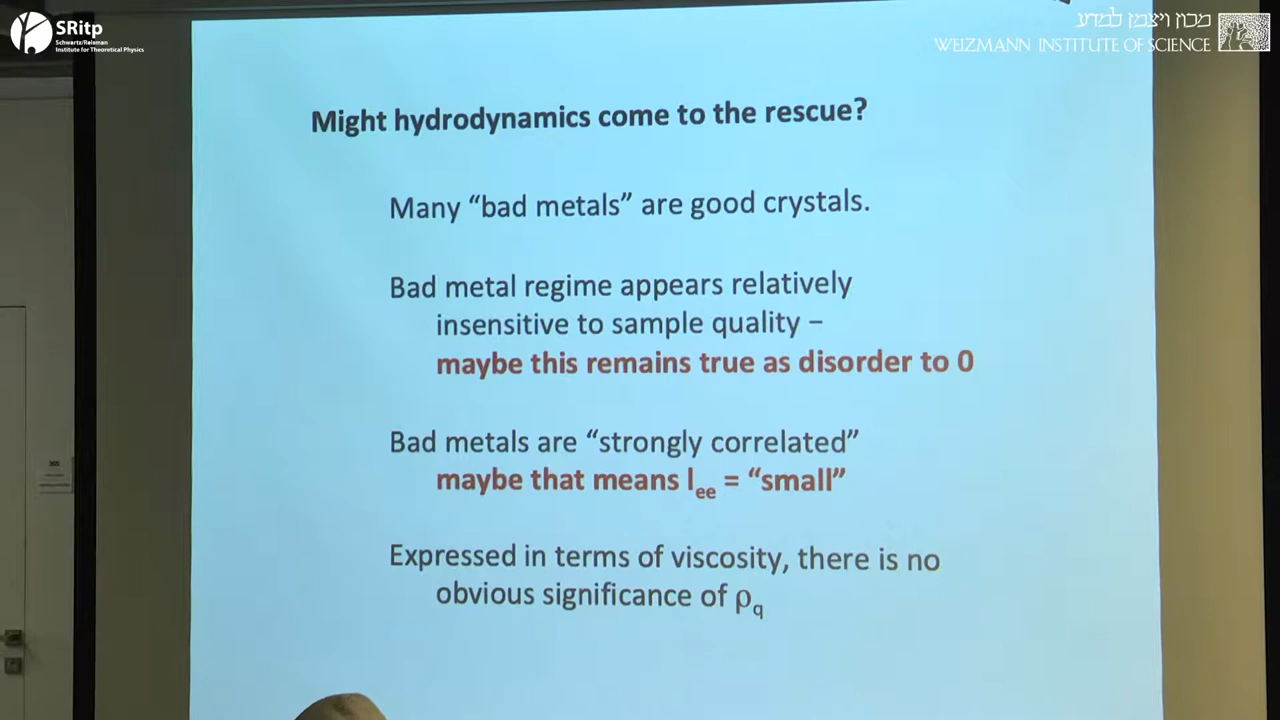 SRitp
Schwartz/Reisman
Institute for Theoretical Physics
מכון ויצמן למדע
WEIZMANN INSTITUTE OF SCIENCE
Might hydrodynamics come to the rescue?
Many “bad metals” are good crystals.
Bad metal regime appears relatively
insensitive to sample quality –
maybe this remains true as disorder to 0
Bad metals are “strongly correlated”
maybe that means lee = “small”
Expressed in terms of viscosity, there is no
obvious significance of ρq